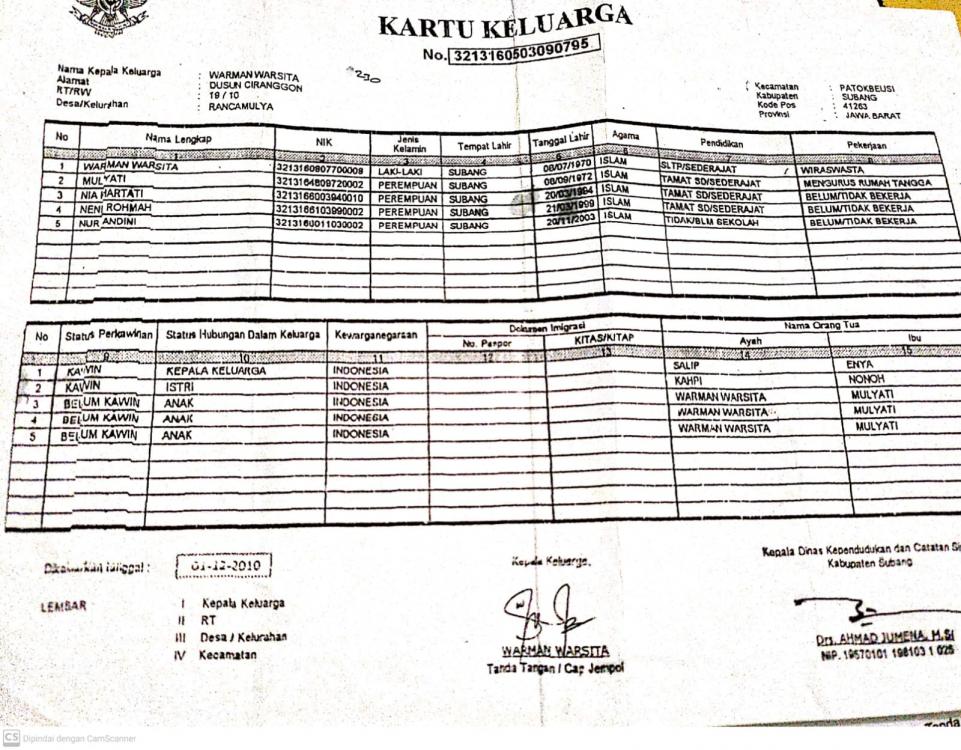 KARTU KELUARGA
No. 3213160503090795
Nama Kepala Keluarga : WARMAN WARSITA
Alamat : DUSUN CIRANGGON
RT/RW : 19 / 10
Desa/Kelurahan : RANCAMULYA
Kecamatan : PATOKBEUSI
Kabupaten : SUBANG
Kode Pos : 41263
Provinsi : JAWA BARAT
No Nama Lengkap NIK Jenis Kelamin Tempat Lahir Tanggal Lahir Agama Pendidikan Pekerjaan
1 2 3 4 5 6 7 8
1 WARMAN WARSITA 3213160807700008 LAKI-LAKI SUBANG 08/07/1970 ISLAM SLTP/SEDERAJAT WIRASWASTA
2 MULYATI 3213164809720002 PEREMPUAN SUBANG 08/09/1972 ISLAM TAMAT SD/SEDERAJAT MENGURUS RUMAH TANGGA
3 NIA HARTATI 3213166003940010 PEREMPUAN SUBANG 20/03/1994 ISLAM TAMAT SD/SEDERAJAT BELUM/TIDAK BEKERJA
4 NENI ROHMAH 3213166103990002 PEREMPUAN SUBANG 21/03/1999 ISLAM TAMAT SD/SEDERAJAT BELUM/TIDAK BEKERJA
5 NUR ANDINI 3213160011030002 PEREMPUAN SUBANG 20/11/2003 ISLAM TIDAK/BLM SEKOLAH BELUM/TIDAK BEKERJA
No Status Perkawinan Status Hubungan Dalam Keluarga Kewarganegaraan Dokumen Imigrasi Nama Orang Tua
No. Paspor KITAS/KITAP Ayah Ibu
9 10 11 12 13 14 15
1 KAWIN KEPALA KELUARGA INDONESIA SALIP ENYA
2 KAWIN ISTRI INDONESIA KAHPI NONOH
3 BELUM KAWIN ANAK INDONESIA WARMAN WARSITA MULYATI
4 BELUM KAWIN ANAK INDONESIA WARMAN WARSITA MULYATI
5 BELUM KAWIN ANAK INDONESIA WARMAN WARSITA MULYATI
Dikeluarkan tanggal : 01-12-2010
LEMBAR I Kepala Keluarga
II RT
III Desa / Kelurahan
IV Kecamatan
Kepala Keluarga,
WARMAN WARSITA
Tanda Tangan / Cap Jempol
Kepala Dinas Kependudukan dan Catatan
Kabupaten Subang
Drs. AHMAD JUMENA, M.SI
NIP. 19570101 198103 1 025
CS Dipindai dengan CamScanner